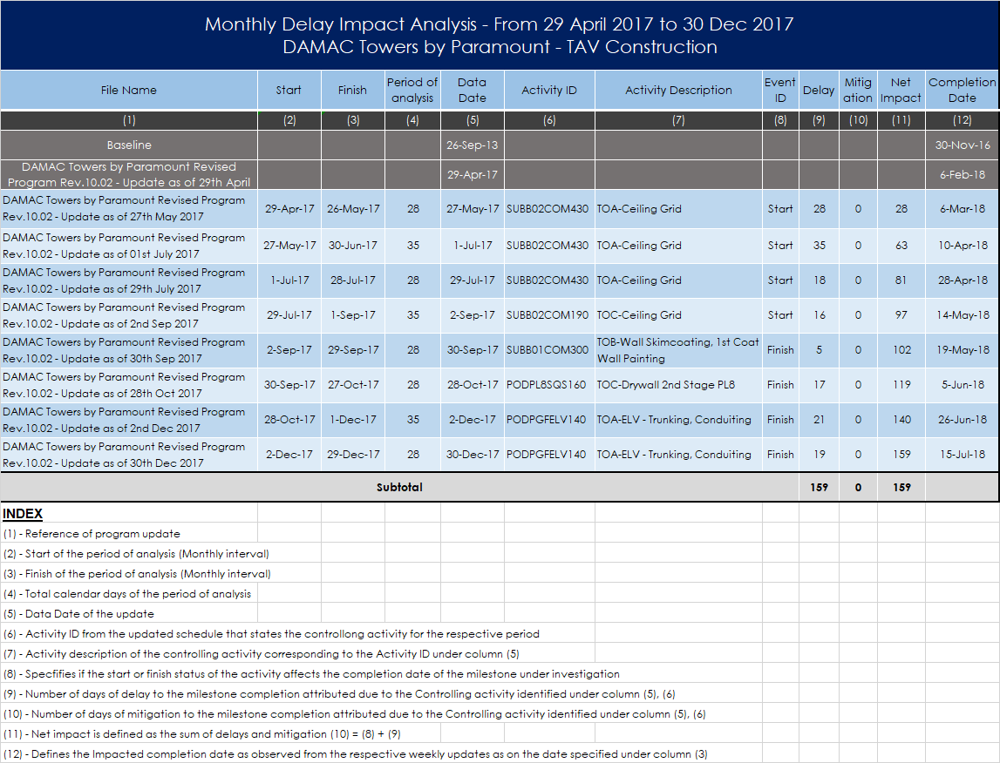 Monthly Delay Impact Analysis - From 29 April 2017 to 30 Dec 2017
DAMAC Towers by Paramount - TAV Construction
File Name Start Finish Period of analysis Data Date Activity ID Activity Description Event ID Delay Mitig ation Net Impact Completion Date
(1) (2) (3) (4) (5) (6) (7) (8) (9) (10) (11) (12)
Baseline 26-Sep-13 30-Nov-16
DAMAC Towers by Paramount Revised
Program Rev.10.02 - Update as of 29th April 29-Apr-17 6-Feb-18
DAMAC Towers by Paramount Revised Program
Rev.10.02 - Update as of 27th May 2017 29-Apr-17 26-May-17 28 27-May-17 SUBB02COM430 TOA-Ceiling Grid Start 28 0 28 6-Mar-18
DAMAC Towers by Paramount Revised Program
Rev.10.02 - Update as of 01st July 2017 27-May-17 30-Jun-17 35 1-Jul-17 SUBB02COM430 TOA-Ceiling Grid Start 35 0 63 10-Apr-18
DAMAC Towers by Paramount Revised Program
Rev.10.02 - Update as of 29th July 2017 1-Jul-17 28-Jul-17 28 29-Jul-17 SUBB02COM430 TOA-Ceiling Grid Start 18 0 81 28-Apr-18
DAMAC Towers by Paramount Revised Program
Rev.10.02 - Update as of 2nd Sep 2017 29-Jul-17 1-Sep-17 35 2-Sep-17 SUBB02COM190 TOC-Ceiling Grid Start 16 0 97 14-May-18
DAMAC Towers by Paramount Revised Program
Rev.10.02 - Update as of 30th Sep 2017 2-Sep-17 29-Sep-17 28 30-Sep-17 SUBB01COM300 TOB-Wall Skimcoating, 1st Coat Wall Painting Finish 5 0 102 19-May-18
DAMAC Towers by Paramount Revised Program
Rev.10.02 - Update as of 28th Oct 2017 30-Sep-17 27-Oct-17 28 28-Oct-17 PODPL8SQS160 TOC-Drywall 2nd Stage PL8 Finish 17 0 119 5-Jun-18
DAMAC Towers by Paramount Revised Program
Rev.10.02 - Update as of 2nd Dec 2017 28-Oct-17 1-Dec-17 35 2-Dec-17 PODPGFELV140 TOA-ELV - Trunking, Conduiting Finish 21 0 140 26-Jun-18
DAMAC Towers by Paramount Revised Program
Rev.10.02 - Update as of 30th Dec 2017 2-Dec-17 29-Dec-17 28 30-Dec-17 PODPGFELV140 TOA-ELV - Trunking, Conduiting Finish 19 0 159 15-Jul-18
Subtotal 159 0 159
INDEX
(1) - Reference of program update
(2) - Start of the period of analysis (Monthly interval)
(3) - Finish of the period of analysis (Monthly interval)
(4) - Total calendar days of the period of analysis
(5) - Data Date of the update
(6) - Activity ID from the updated schedule that states the controllong activity for the respective period
(7) - Activity description of the controlling activity corresponding to the Activity ID under column (5)
(8) - Specfifies if the start or finish status of the activity affects the completion date of the milestone under investigation
(9) - Number of days of delay to the milestone completion attributed due to the Controlling activity identified under column (5), (6)
(10) - Number of days of mitigation to the milestone completion attributed due to the Controlling activity identified under column (5), (6)
(11) - Net impact is defined as the sum of delays and mitigation (10) = (8) + (9)
(12) - Defines the Impacted completion date as observed from the respective weekly updates as on the date specified under column (3)